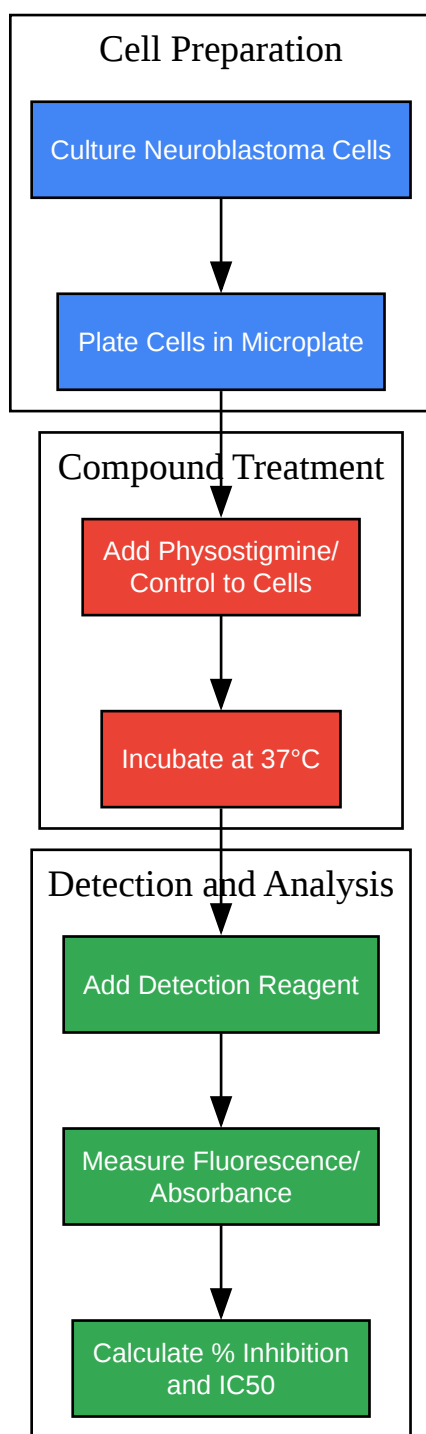 Cell Preparation
Culture Neuroblastoma Cells
Plate Cells in Microplate
Compound Treatment
Add Physostigmine/
Control to Cells
Incubate at 37°C
Detection and Analysis
Add Detection Reagent
Measure Fluorescence/
Absorbance
Calculate % Inhibition
and IC50